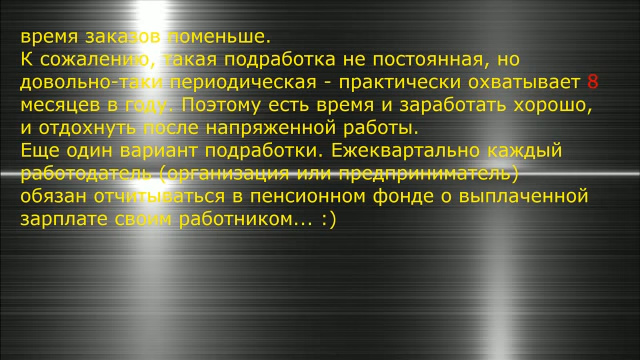 время заказов поменьше.
К сожалению, такая подработка не постоянная, но
довольно-таки периодическая - практически охватывает 8
месяцев в году. Поэтому есть время и заработать хорошо,
и отдохнуть после напряженной работы.
Еще один вариант подработки. Ежеквартально каждый
работодатель (организация или предприниматель)
обязан отчитываться в пенсионном фонде о выплаченной
зарплате своим работником... :)